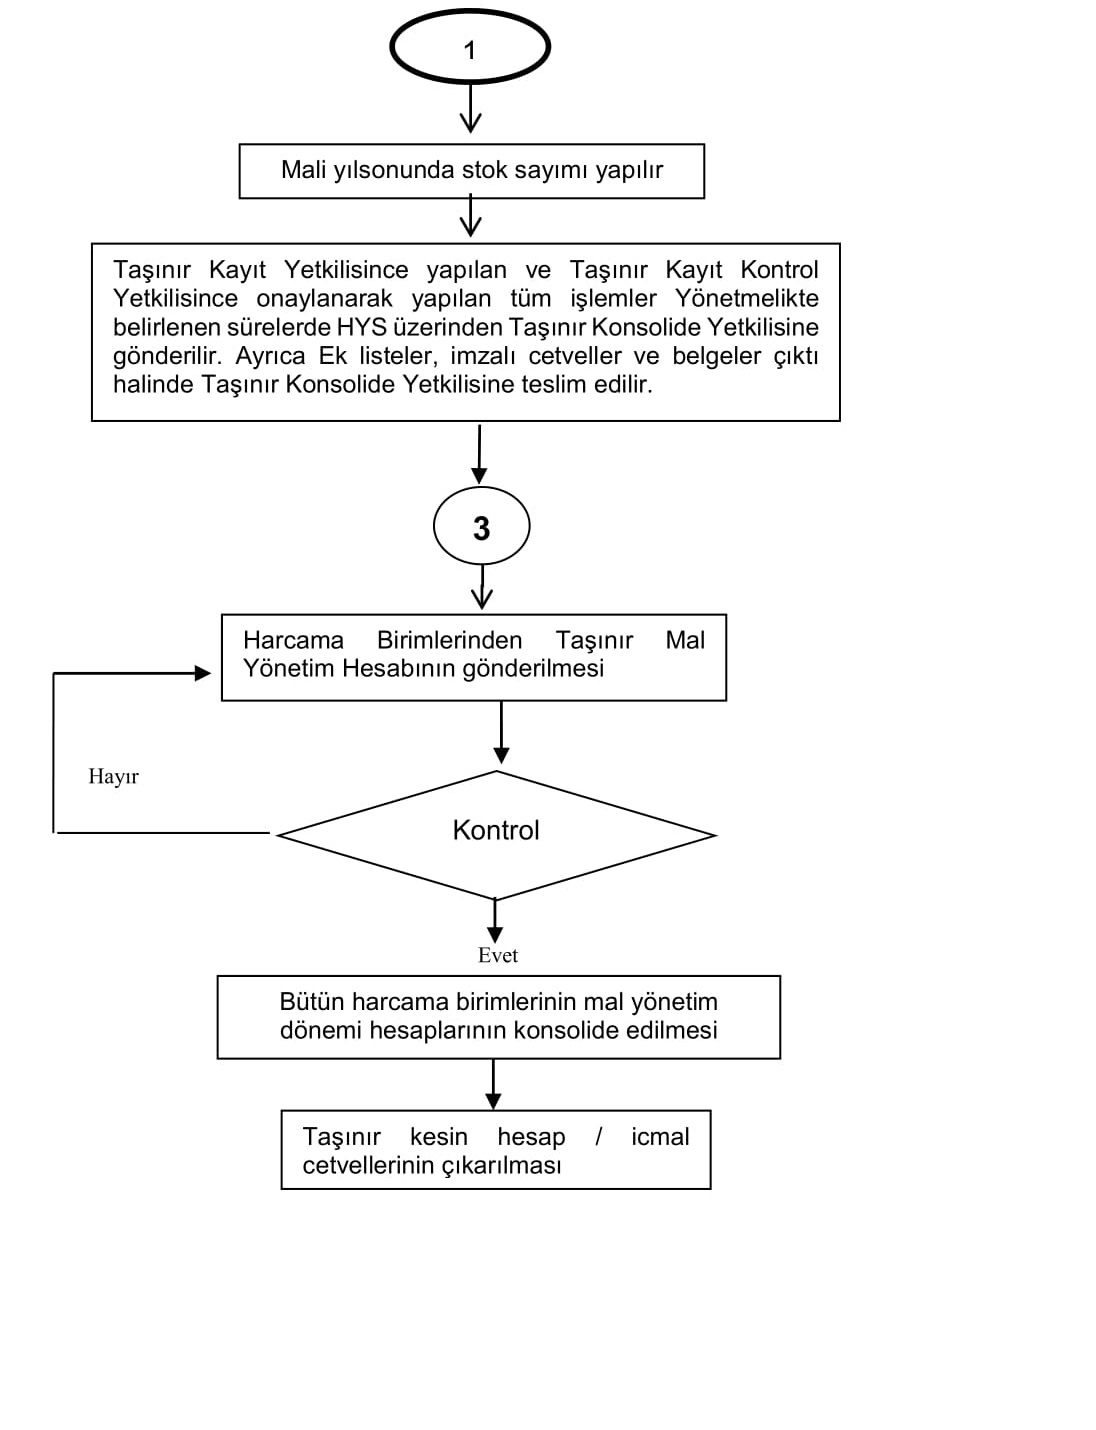 1
Mali yılsonunda stok sayımı yapılır
Taşınır Kayıt Yetkilisince yapılan ve Taşınır Kayıt Kontrol
Yetkilisince onaylanarak yapılan tüm işlemler Yönetmelikte
belirlenen sürelerde HYS üzerinden Taşınır Konsolide Yetkilisine
gönderilir. Ayrıca Ek listeler, imzalı cetveller ve belgeler çıktı
halinde Taşınır Konsolide Yetkilisine teslim edilir.
3
Harcama Birimlerinden Taşınır Mal
Yönetim Hesabının gönderilmesi
Hayır
Kontrol
Evet
Bütün harcama birimlerinin mal yönetim
dönemi hesaplarının konsolide edilmesi
Taşınır kesin hesap / icmal
cetvellerinin çıkarılması